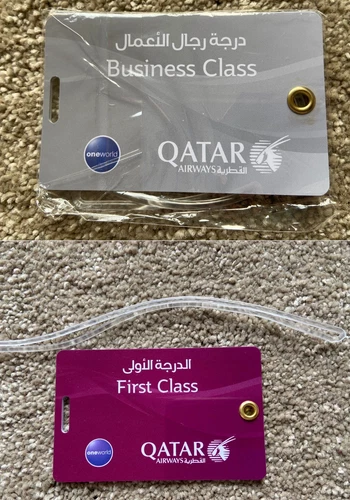 درجة رجال الأعمال
Business Class
oneworld
QATAR
AIRWAYS القطرية
الدرجة الأولى
First Class
oneworld
QATAR
AIRWAYS القطرية